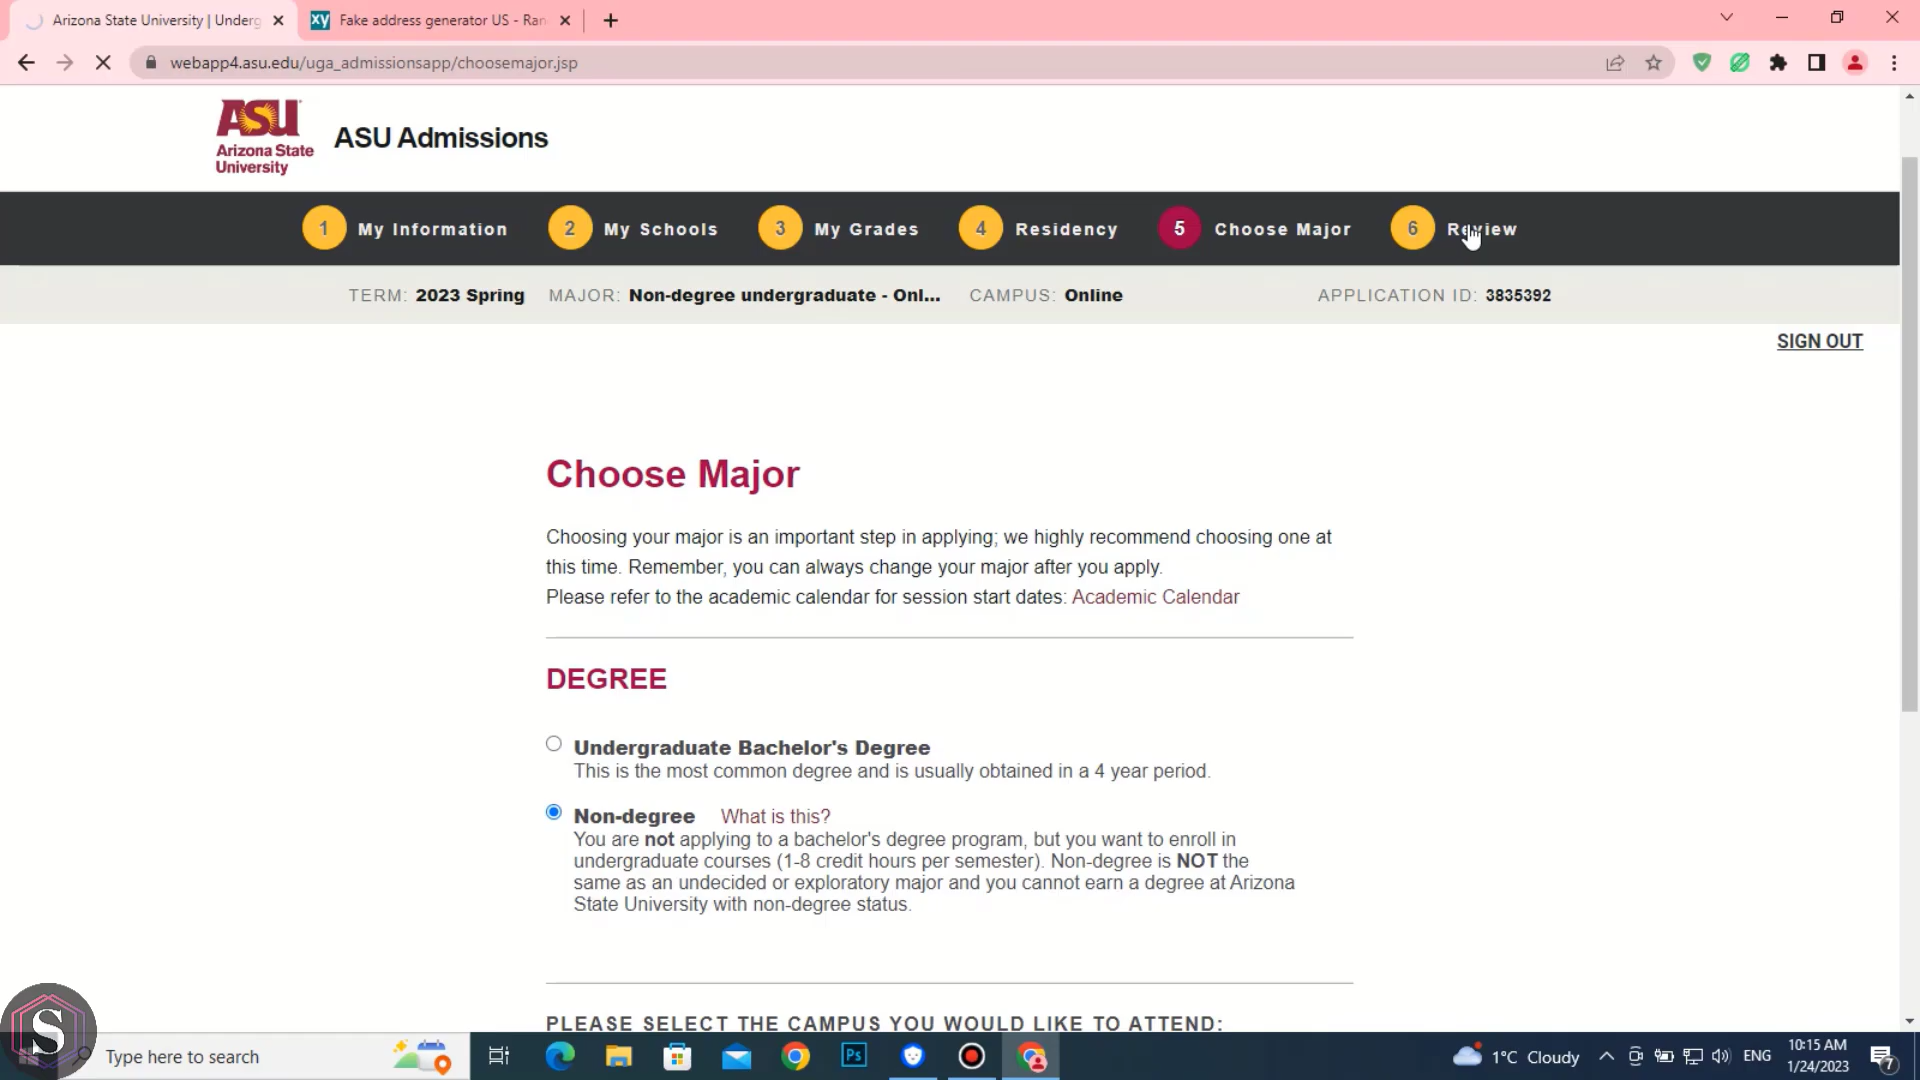 Arizona State University | Underg
Fake address generator US - Ran
webapp4.asu.edu/uga_admissionsapp/choosemajor.jsp
ASU
Arizona State
University
ASU Admissions
1 My Information 2 My Schools 3 My Grades 4 Residency 5 Choose Major 6 Review
TERM: 2023 Spring MAJOR: Non-degree undergraduate - Onl... CAMPUS: Online APPLICATION ID: 3835392
SIGN OUT
Choose Major
Choosing your major is an important step in applying; we highly recommend choosing one at
this time. Remember, you can always change your major after you apply.
Please refer to the academic calendar for session start dates: Academic Calendar
DEGREE
Undergraduate Bachelor's Degree
This is the most common degree and is usually obtained in a 4 year period.
Non-degree What is this?
You are not applying to a bachelor's degree program, but you want to enroll in
undergraduate courses (1-8 credit hours per semester). Non-degree is NOT the
same as an undecided or exploratory major and you cannot earn a degree at Arizona
State University with non-degree status.
PLEASE SELECT THE CAMPUS YOU WOULD LIKE TO ATTEND:
S
Type here to search
Ps
1°C Cloudy
ENG
10:15 AM
1/24/2023
7